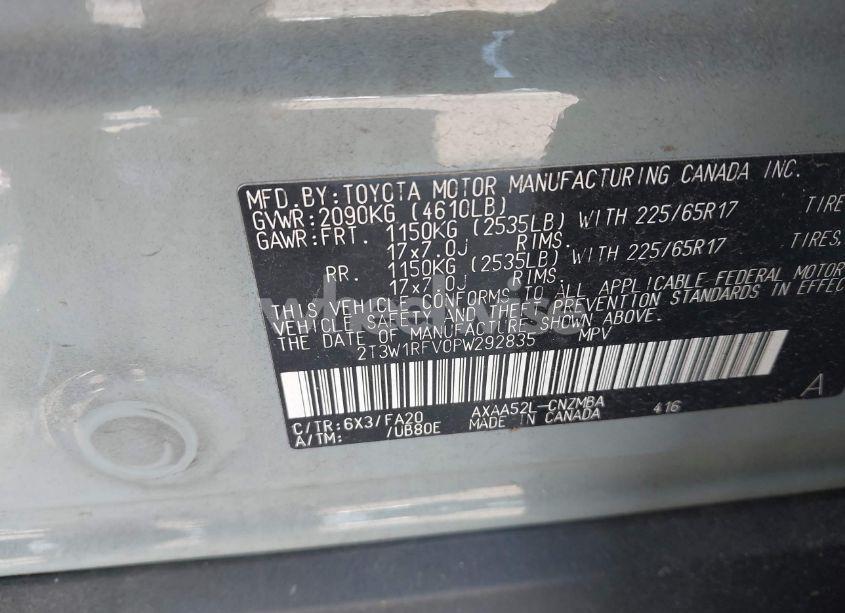 MFD.BY:TOYOTA MOTOR MANUFACTURING CANADA INC.
GVWR:2090KG (4610LB)
GAWR:FRT. 1150KG (2535LB) WITH 225/65R17 TIRE
17x7.0J RIMS.
RR. 1150KG (2535LB) WITH 225/65R17 TIRES,
17x7.0J RIMS.
THIS VEHICLE CONFORMS TO ALL APPLICABLE FEDERAL MOTOR
VEHICLE SAFETY AND THEFT PREVENTION STANDARDS IN EFFEC
THE DATE OF MANUFACTURE SHOWN ABOVE.
2T3W1RFV0PW292835 MPV
C/TR:6X3/FA20 AXAA52L-CNZMBA 416 A
A/TM: /UB80E MADE IN CANADA
wheelwise